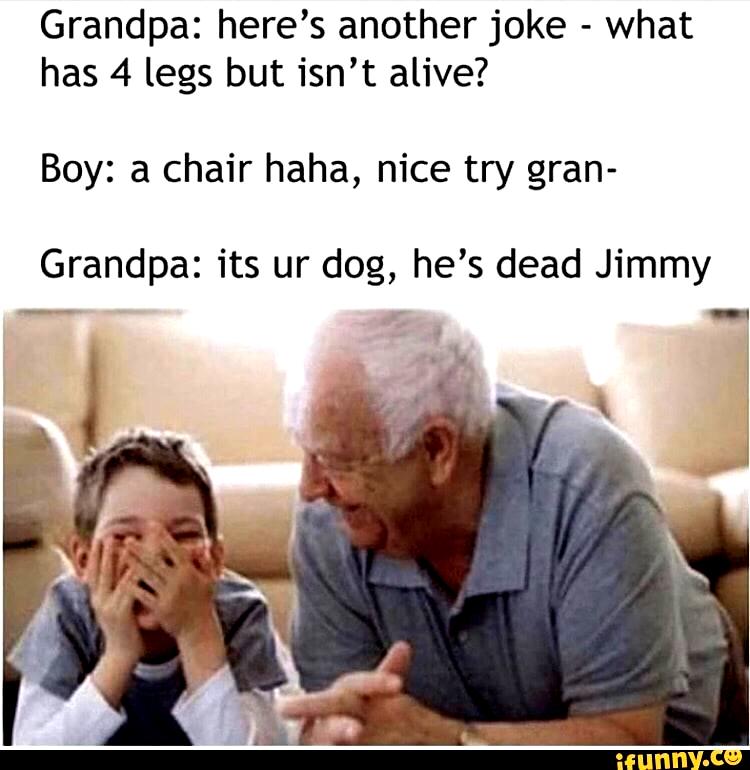 Grandpa: here's another joke - what
has 4 legs but isn't alive?
Boy: a chair haha, nice try gran-
Grandpa: its ur dog, he's dead Jimmy
ifunny.co